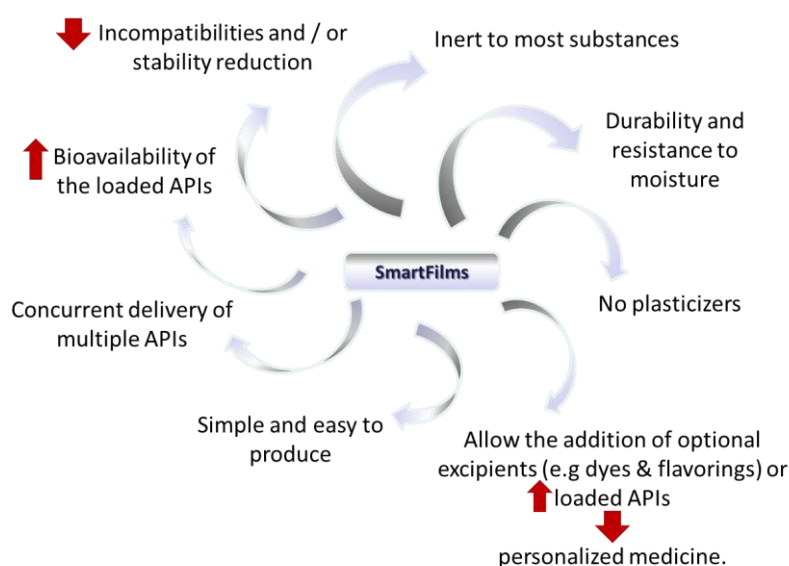 Incompatibilities and / or
stability reduction
Inert to most substances
Durability and
resistance to
moisture
Bioavailability of
the loaded APIs
SmartFilms
No plasticizers
Concurrent delivery of
multiple APIs
Simple and easy to
produce
Allow the addition of optional
excipients (e.g dyes & flavorings) or
loaded APIs
personalized medicine.